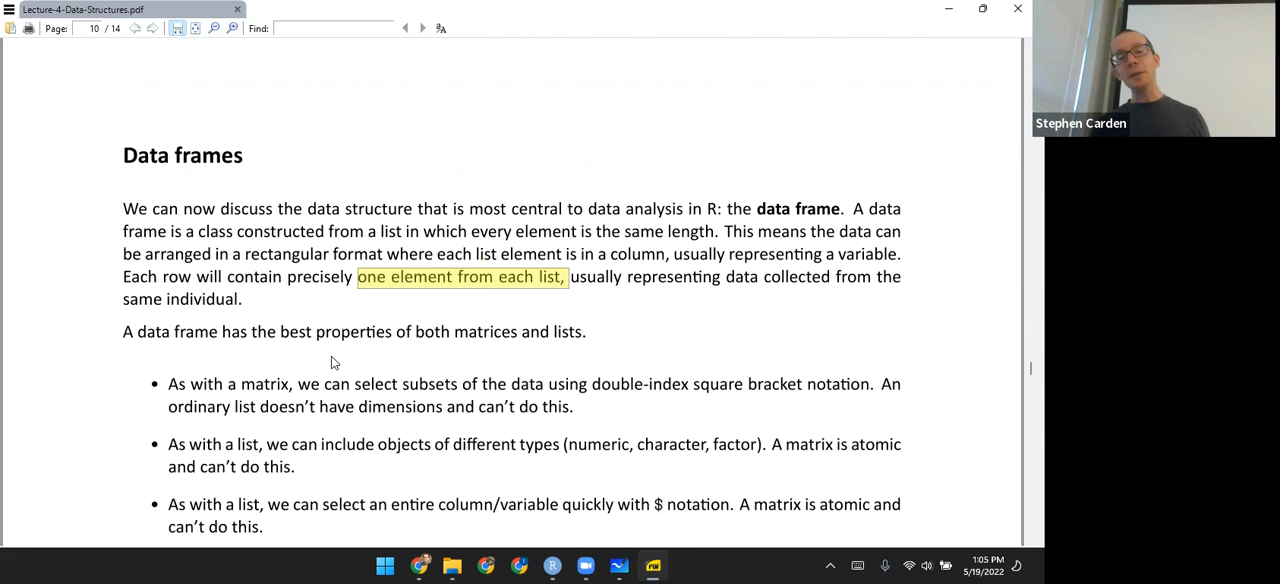 Lecture-4-Data-Structures.pdf
Page: 10 / 14 Find:
Stephen Carden
Data frames
We can now discuss the data structure that is most central to data analysis in R: the data frame. A data
frame is a class constructed from a list in which every element is the same length. This means the data can
be arranged in a rectangular format where each list element is in a column, usually representing a variable.
Each row will contain precisely one element from each list, usually representing data collected from the
same individual.
A data frame has the best properties of both matrices and lists.
• As with a matrix, we can select subsets of the data using double-index square bracket notation. An
ordinary list doesn't have dimensions and can't do this.
• As with a list, we can include objects of different types (numeric, character, factor). A matrix is atomic
and can't do this.
• As with a list, we can select an entire column/variable quickly with $ notation. A matrix is atomic and
can't do this.
1:05 PM
5/19/2022